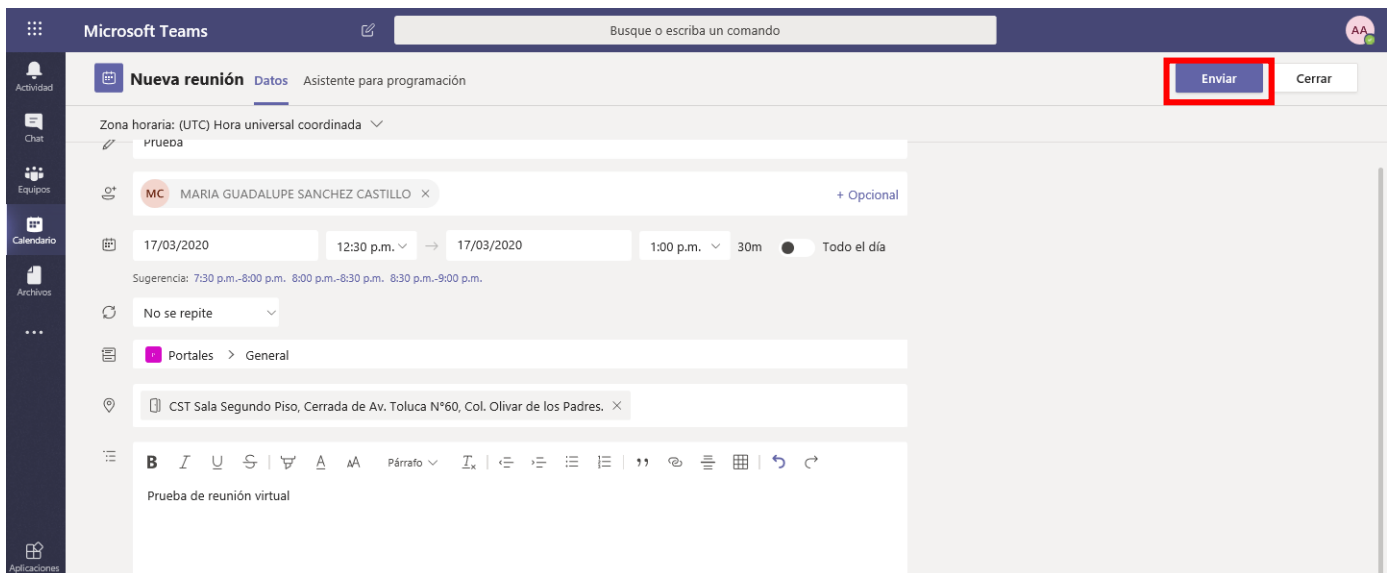 Microsoft Teams
Busque o escriba un comando
AA
Actividad
Chat
Equipos
Calendario
Archivos
Aplicaciones
Nueva reunión Datos Asistente para programación
Enviar Cerrar
Zona horaria: (UTC) Hora universal coordinada
Prueba
MC MARIA GUADALUPE SANCHEZ CASTILLO ×
+ Opcional
17/03/2020 12:30 p.m. → 17/03/2020 1:00 p.m. 30m Todo el día
Sugerencia: 7:30 p.m.-8:00 p.m. 8:00 p.m.-8:30 p.m. 8:30 p.m.-9:00 p.m.
No se repite
Portales > General
CST Sala Segundo Piso, Cerrada de Av. Toluca N°60, Col. Olivar de los Padres. ×
B I U S A AA Párrafo Tx
Prueba de reunión virtual